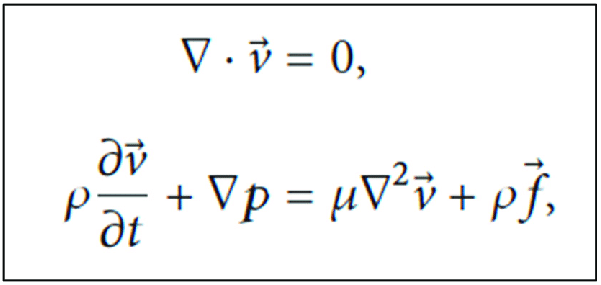 ∇ · v⃗ = 0,
ρ ∂v⃗/∂t + ∇p = μ∇²v⃗ + ρf⃗,